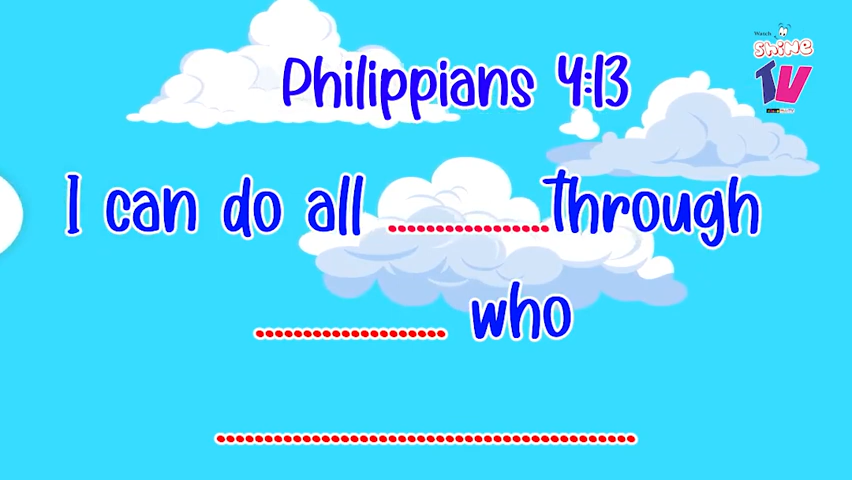 Watch
SHiNE
TV
Philippians 4:13
I can do all ..................through
.................... who
.............................................